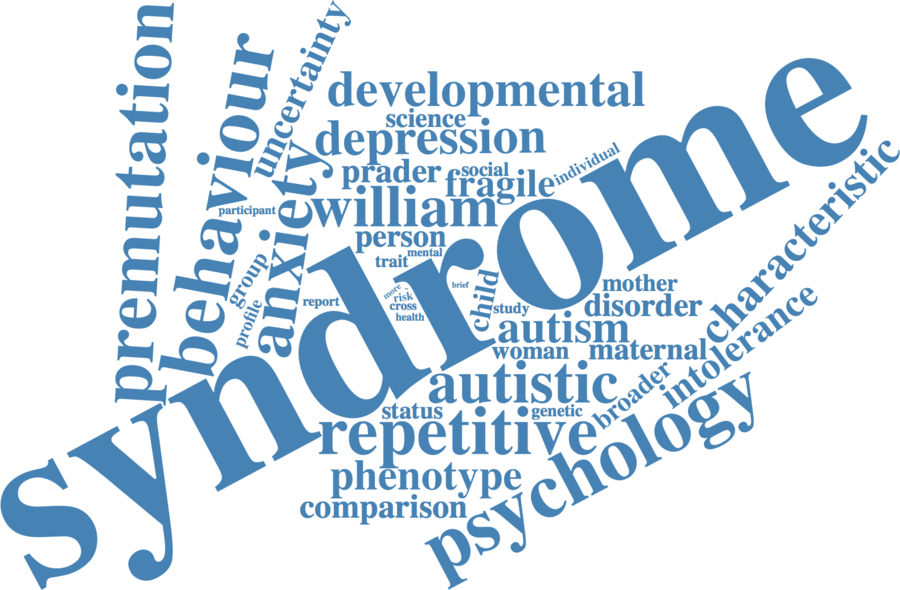 premutation
behaviour
uncertainty
anxiety
participant
group
profile
developmental
science
depression
prader
social
individual
fragile
william
person
mental
trait
syndrome
report
more
risk
cross
health
brief
child
study
mother
disorder
characteristic
autism
woman
maternal
intolerance
autistic
broader
status
genetic
repetitive
psychology
phenotype
comparison